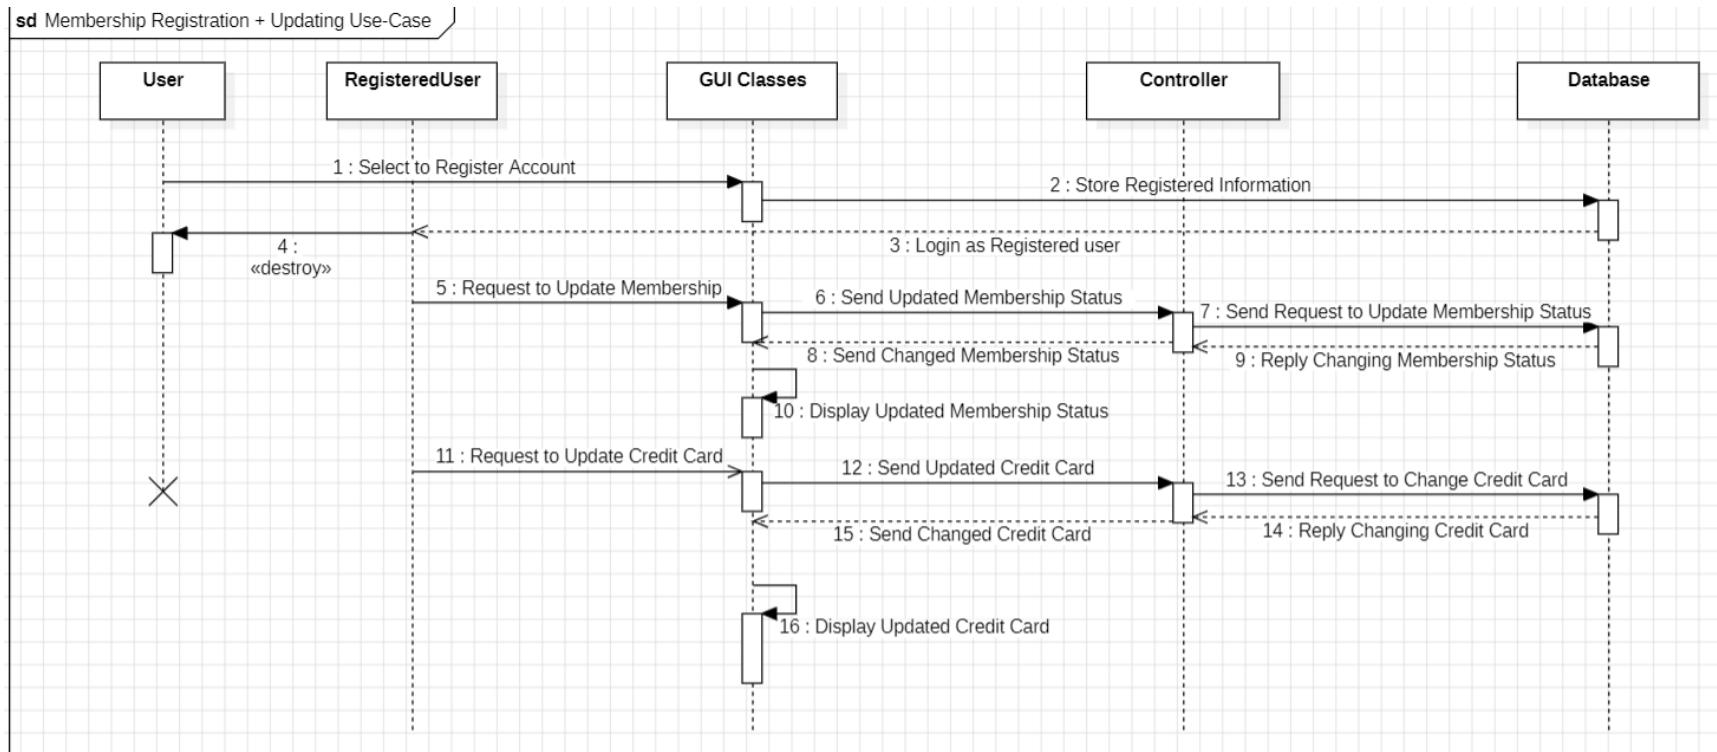 sd Membership Registration + Updating Use-Case
User
RegisteredUser
GUI Classes
Controller
Database
1 : Select to Register Account
2 : Store Registered Information
3 : Login as Registered user
4 :
«destroy»
5 : Request to Update Membership
6 : Send Updated Membership Status
7 : Send Request to Update Membership Status
8 : Send Changed Membership Status
9 : Reply Changing Membership Status
10 : Display Updated Membership Status
11 : Request to Update Credit Card
12 : Send Updated Credit Card
13 : Send Request to Change Credit Card
14 : Reply Changing Credit Card
15 : Send Changed Credit Card
16 : Display Updated Credit Card